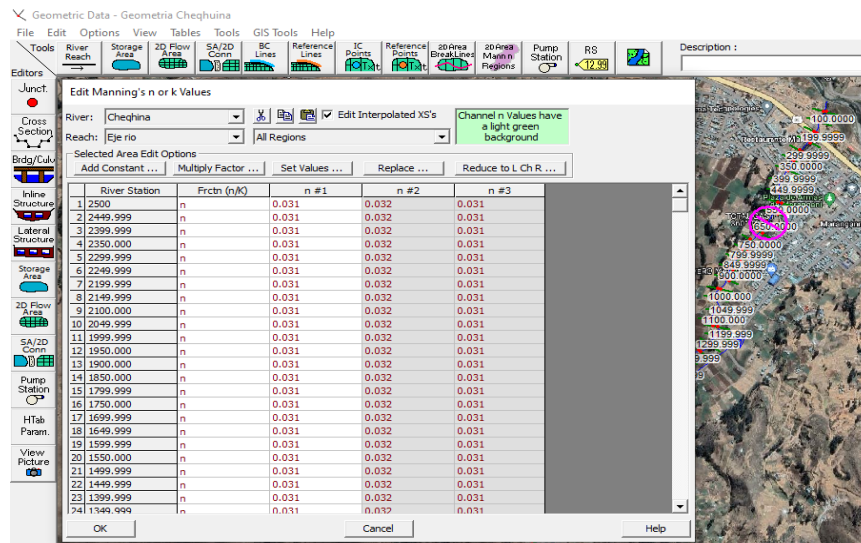 Geometric Data - Geometria Cheqhuina
File Edit Options View Tables Tools GIS Tools Help
Tools
Editors
River Reach
Storage Area
2D Flow Area
SA/2D Conn
BC Lines
Reference Lines
IC Points
Reference Points
2D Area BreakLines
2D Area Mann n Regions
Pump Station
RS
12.99
Description :
Junct.
Cross Section
Brdg/Culv
Inline Structure
Lateral Structure
Storage Area
2D Flow Area
SA/2D Conn
Pump Station
HTab Param.
View Picture
Edit Manning's n or k Values
River: Cheqhina Edit Interpolated XS's
Channel n Values have a light green background
Reach: Eje rio All Regions
Selected Area Edit Options
Add Constant ... Multiply Factor ... Set Values ... Replace ... Reduce to L Ch R ...
River Station Frctn (n/K) n #1 n #2 n #3
1 2500 n 0.031 0.032 0.031
2 2449.999 n 0.031 0.032 0.031
3 2399.999 n 0.031 0.032 0.031
4 2350.000 n 0.031 0.032 0.031
5 2299.999 n 0.031 0.032 0.031
6 2249.999 n 0.031 0.032 0.031
7 2199.999 n 0.031 0.032 0.031
8 2149.999 n 0.031 0.032 0.031
9 2100.000 n 0.031 0.032 0.031
10 2049.999 n 0.031 0.032 0.031
11 1999.999 n 0.031 0.032 0.031
12 1950.000 n 0.031 0.032 0.031
13 1900.000 n 0.031 0.032 0.031
14 1850.000 n 0.031 0.032 0.031
15 1799.999 n 0.031 0.032 0.031
16 1750.000 n 0.031 0.032 0.031
17 1699.999 n 0.031 0.032 0.031
18 1649.999 n 0.031 0.032 0.031
19 1599.999 n 0.031 0.032 0.031
20 1550.000 n 0.031 0.032 0.031
21 1499.999 n 0.031 0.032 0.031
22 1449.999 n 0.031 0.032 0.031
23 1399.999 n 0.031 0.032 0.031
24 1349.999 n 0.031 0.032 0.031
OK Cancel Help
100.0000
199.9999
299.9999
350.0000
399.9999
449.9999
650.0000
750.0000
799.9999
849.9999
900.0000
1000.000
1049.999
1100.000
1199.999
1299.999